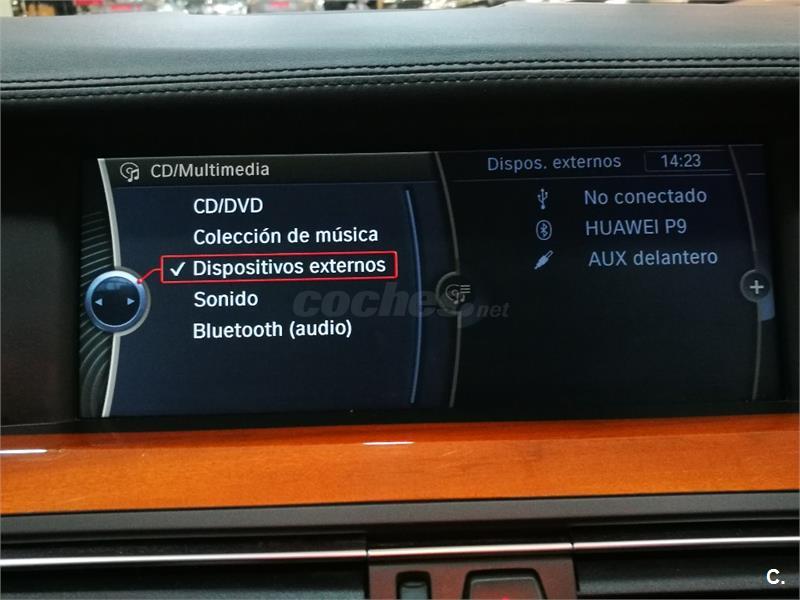 CD/Multimedia
CD/DVD
Colección de música
Dispositivos externos
Sonido
Bluetooth (audio)
Dispos. externos 14:23
No conectado
HUAWEI P9
AUX delantero
coches.net
C.